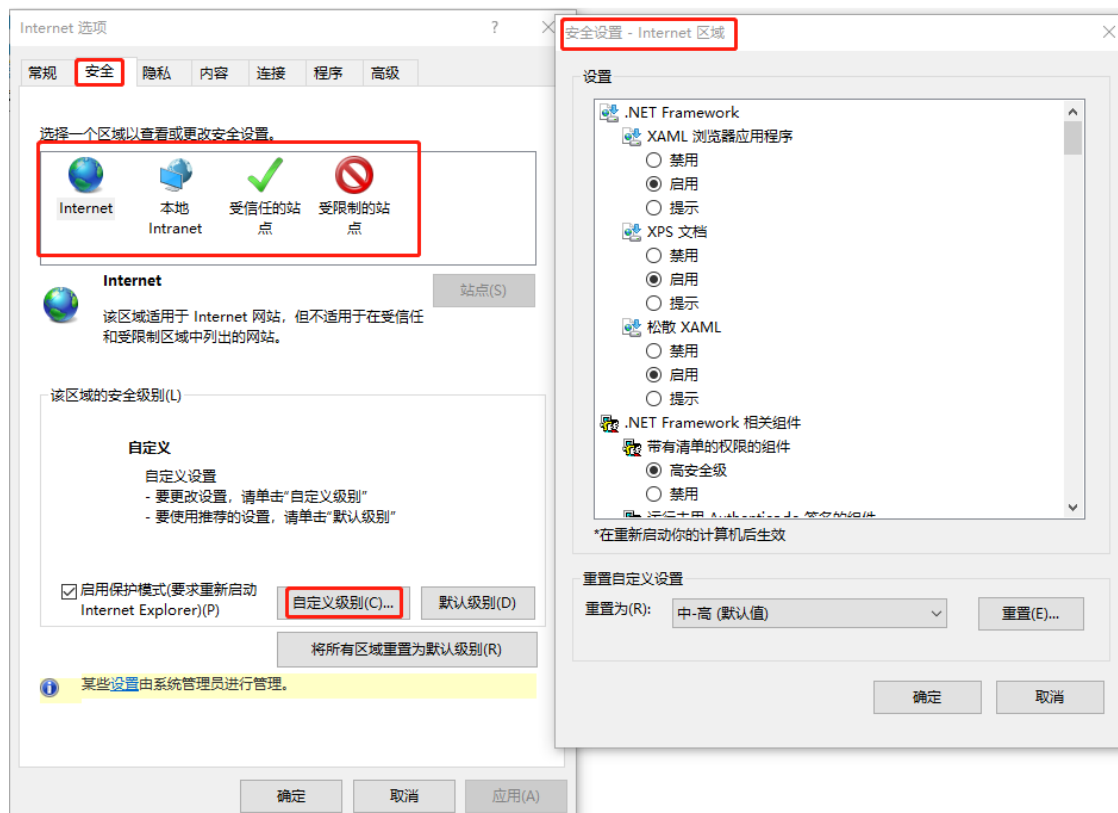 Internet 选项
常规
安全
隐私
内容
连接
程序
高级
选择一个区域以查看或更改安全设置。
Internet
本地
Intranet
受信任的站
点
受限制的站
点
Internet
站点(S)
该区域适用于 Internet 网站，但不适用于在受信任
和受限制区域中列出的网站。
该区域的安全级别(L)
自定义
自定义设置
- 要更改设置，请单击“自定义级别”
- 要使用推荐的设置，请单击“默认级别”
启用保护模式(要求重新启动
Internet Explorer)(P)
自定义级别(C)...
默认级别(D)
将所有区域重置为默认级别(R)
某些设置由系统管理员进行管理。
确定
取消
应用(A)
安全设置 - Internet 区域
设置
.NET Framework
XAML 浏览器应用程序
禁用
启用
提示
XPS 文档
禁用
启用
提示
松散 XAML
禁用
启用
提示
.NET Framework 相关组件
带有清单的权限的组件
高安全级
禁用
运行未用 Authenticode 签名的组件
*在重新启动你的计算机后生效
重置自定义设置
重置为(R):
中-高 (默认值)
重置(E)...
确定
取消